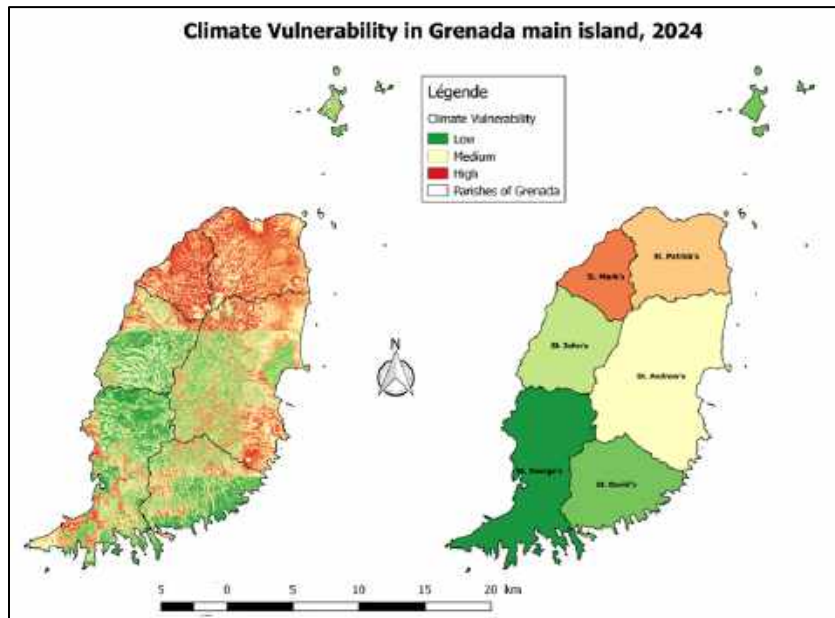 Climate Vulnerability in Grenada main island, 2024
Légende
Climate Vulnerability
Low
Medium
High
Parishes of Grenada
St. Patrick's
St. Mark's
St. John's
N
St. Andrew's
St. George's
St. David's
5 0 5 10 15 20 km